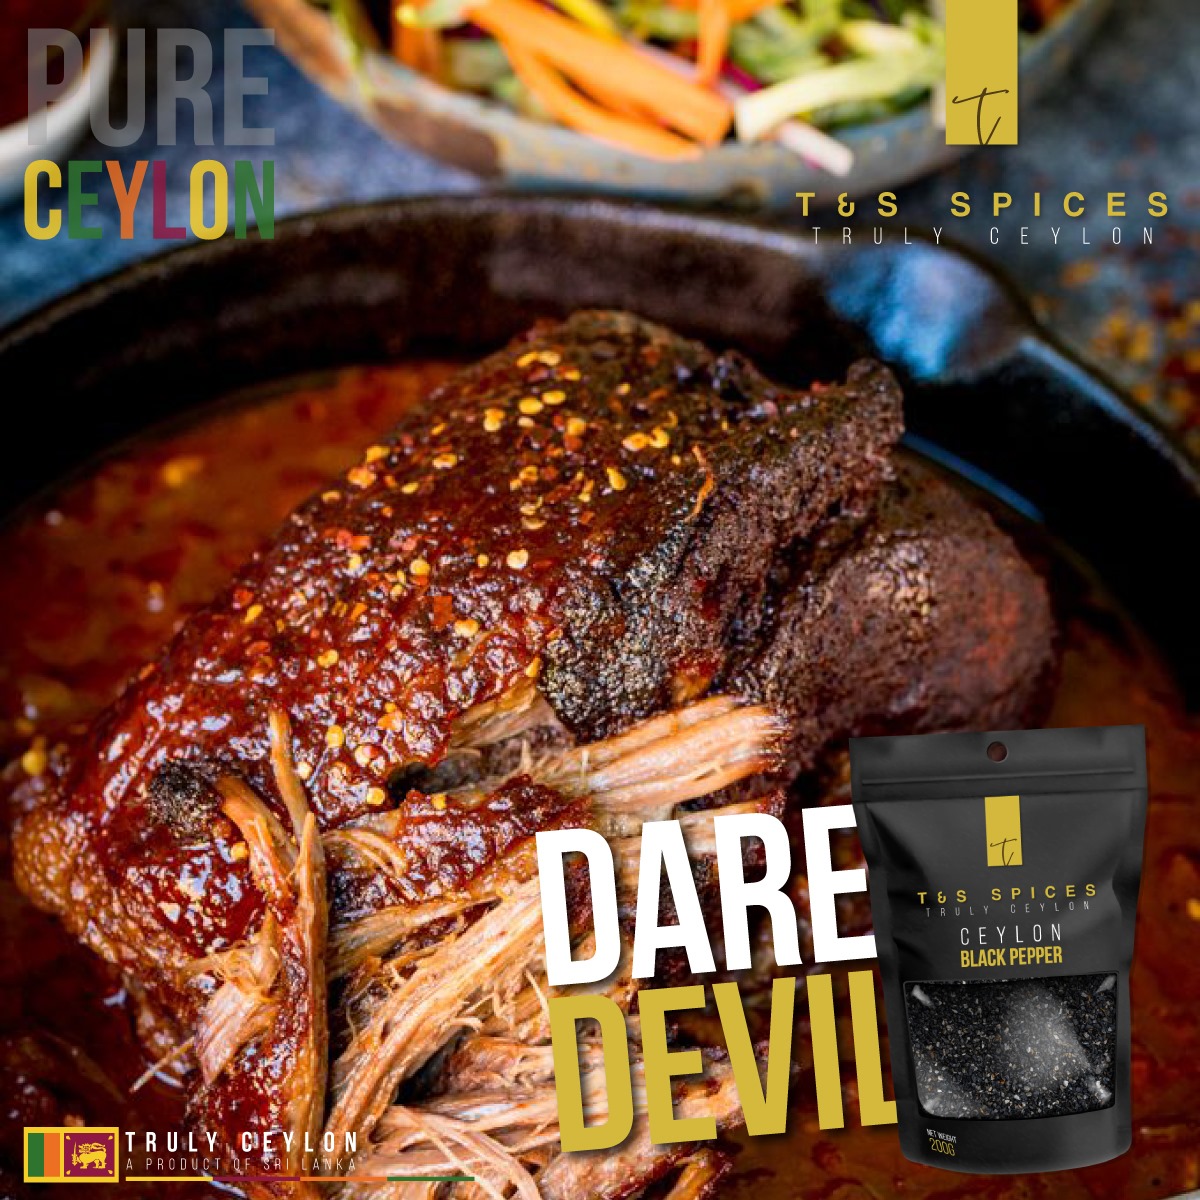 PURE
CEYLON
t
T&S SPICES
TRULY CEYLON
DARE
DEVIL
t
T&S SPICES
TRULY CEYLON
CEYLON
BLACK PEPPER
NET WEIGHT
200G
TRULY CEYLON
A PRODUCT OF SRI LANKA